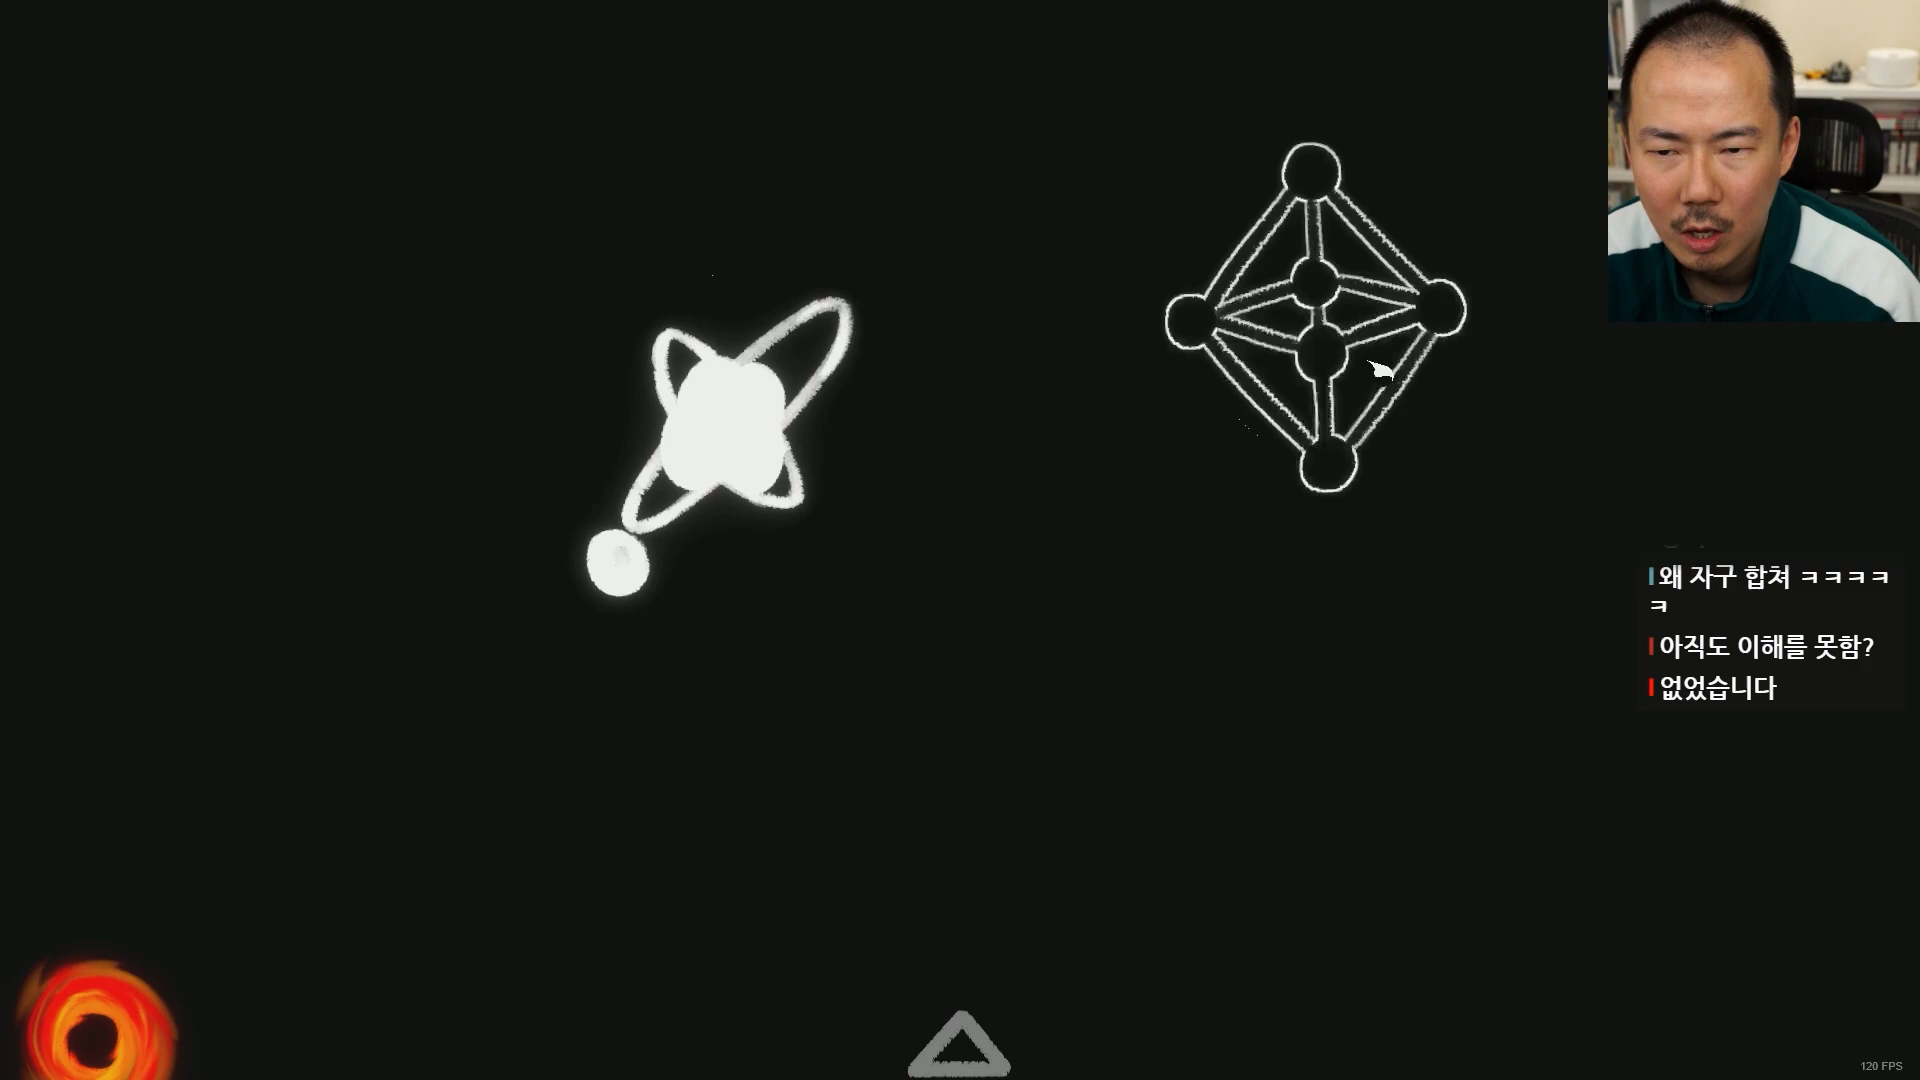 왜 자구 합쳐 ㅋㅋㅋㅋ
ㅋ
아직도 이해를 못함?
없었습니다
120 FPS